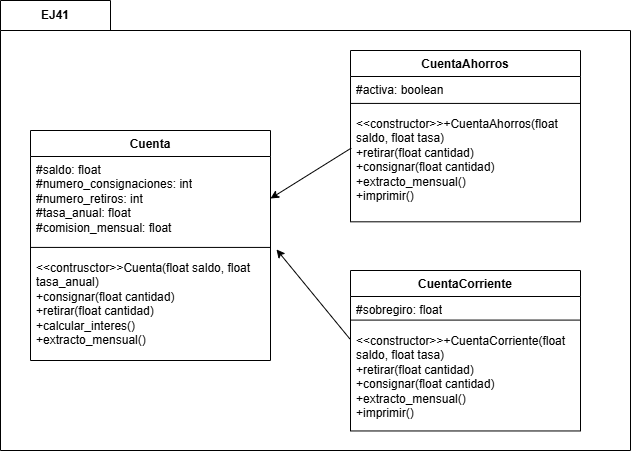 EJ41
Cuenta
#saldo: float
#numero_consignaciones: int
#numero_retiros: int
#tasa_anual: float
#comision_mensual: float
<<contrusctor>>Cuenta(float saldo, float
tasa_anual)
+consignar(float cantidad)
+retirar(float cantidad)
+calcular_interes()
+extracto_mensual()
CuentaAhorros
#activa: boolean
<<constructor>>+CuentaAhorros(float
saldo, float tasa)
+retirar(float cantidad)
+consignar(float cantidad)
+extracto_mensual()
+imprimir()
CuentaCorriente
#sobregiro: float
<<constructor>>+CuentaCorriente(float
saldo, float tasa)
+retirar(float cantidad)
+consignar(float cantidad)
+extracto_mensual()
+imprimir()